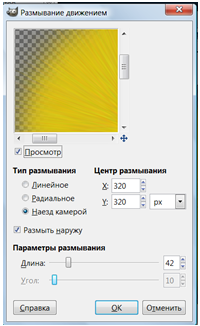 Размывание движением
Просмотр
Тип размывания
Линейное
Радиальное
Наезд камерой
Центр размывания
X: 320
Y: 320 px
Размыть наружу
Параметры размывания
Длина: 42
Угол: 10
Справка OK Отменить